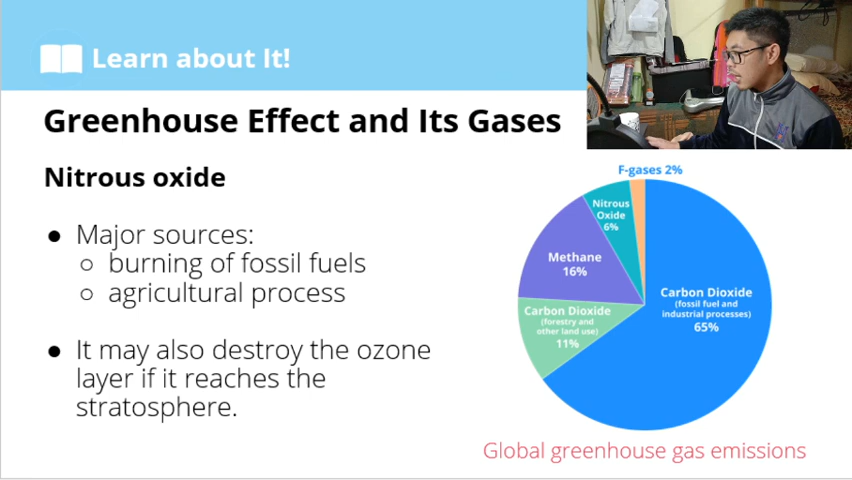 Learn about It!
Greenhouse Effect and Its Gases
Nitrous oxide
● Major sources:
○ burning of fossil fuels
○ agricultural process
● It may also destroy the ozone
layer if it reaches the
stratosphere.
F-gases 2%
Nitrous
Oxide
6%
Methane
16%
Carbon Dioxide
(forestry and
other land use)
11%
Carbon Dioxide
(fossil fuel and
industrial processes)
65%
Global greenhouse gas emissions